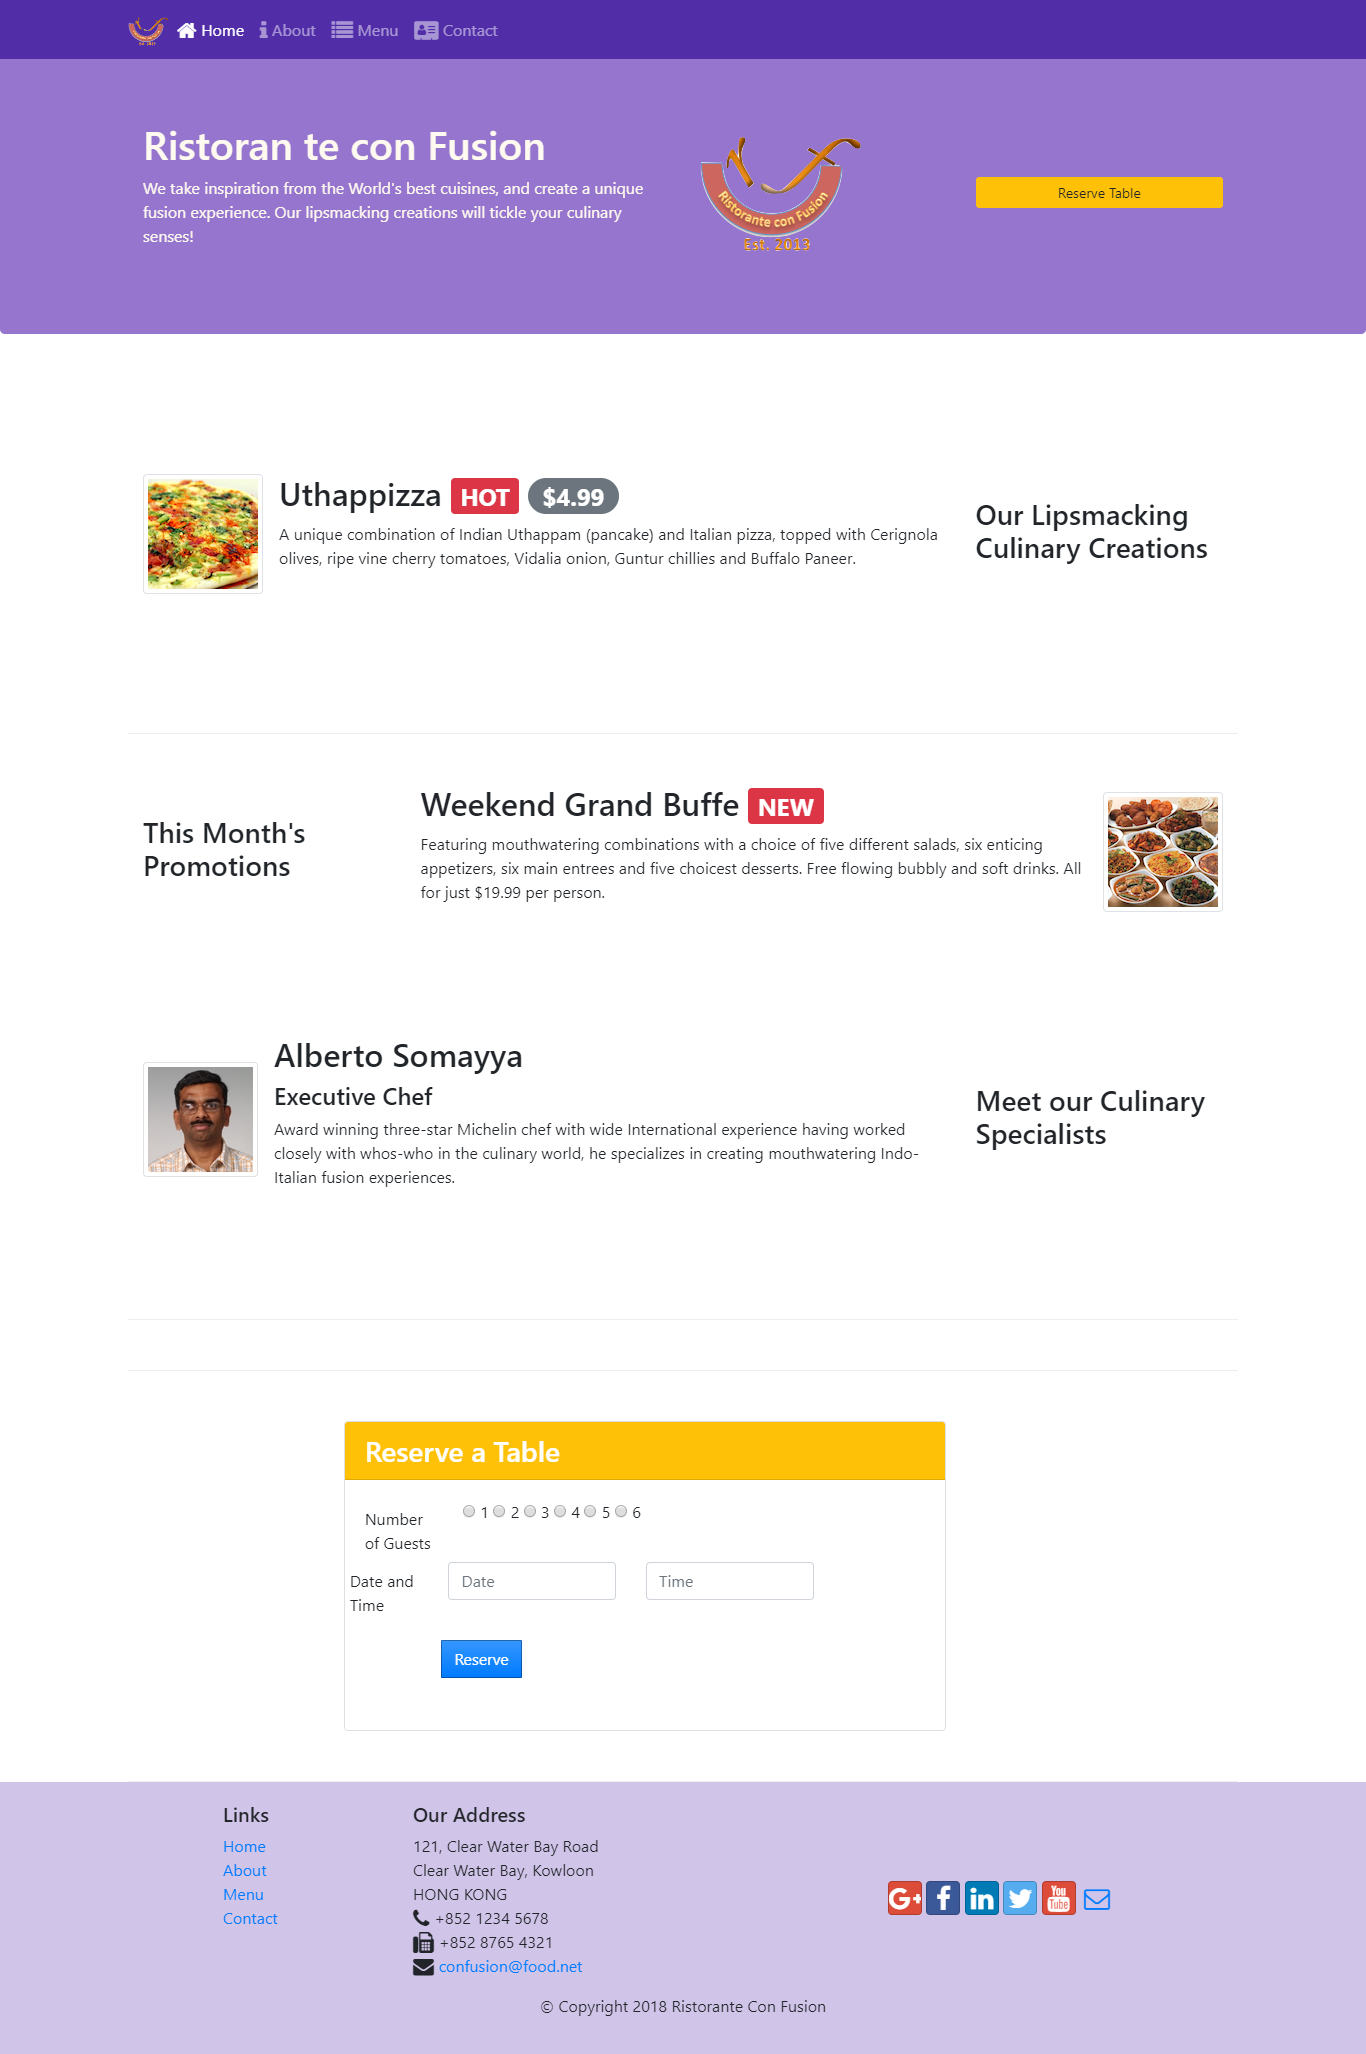 Home About Menu Contact
Ristoran te con Fusion
We take inspiration from the World's best cuisines, and create a unique
fusion experience. Our lipsmacking creations will tickle your culinary
senses!
Ristorante con Fusion
Est. 2013
Reserve Table
Uthappizza HOT $4.99
A unique combination of Indian Uthappam (pancake) and Italian pizza, topped with Cerignola
olives, ripe vine cherry tomatoes, Vidalia onion, Guntur chillies and Buffalo Paneer.
Our Lipsmacking
Culinary Creations
This Month's
Promotions
Weekend Grand Buffe NEW
Featuring mouthwatering combinations with a choice of five different salads, six enticing
appetizers, six main entrees and five choicest desserts. Free flowing bubbly and soft drinks. All
for just $19.99 per person.
Alberto Somayya
Executive Chef
Award winning three-star Michelin chef with wide International experience having worked
closely with whos-who in the culinary world, he specializes in creating mouthwatering Indo-
Italian fusion experiences.
Meet our Culinary
Specialists
Reserve a Table
Number
of Guests
1 2 3 4 5 6
Date and
Time
Date
Time
Reserve
Links
Home
About
Menu
Contact
Our Address
121, Clear Water Bay Road
Clear Water Bay, Kowloon
HONG KONG
+852 1234 5678
+852 8765 4321
confusion@food.net
G+ f in You Tube
© Copyright 2018 Ristorante Con Fusion